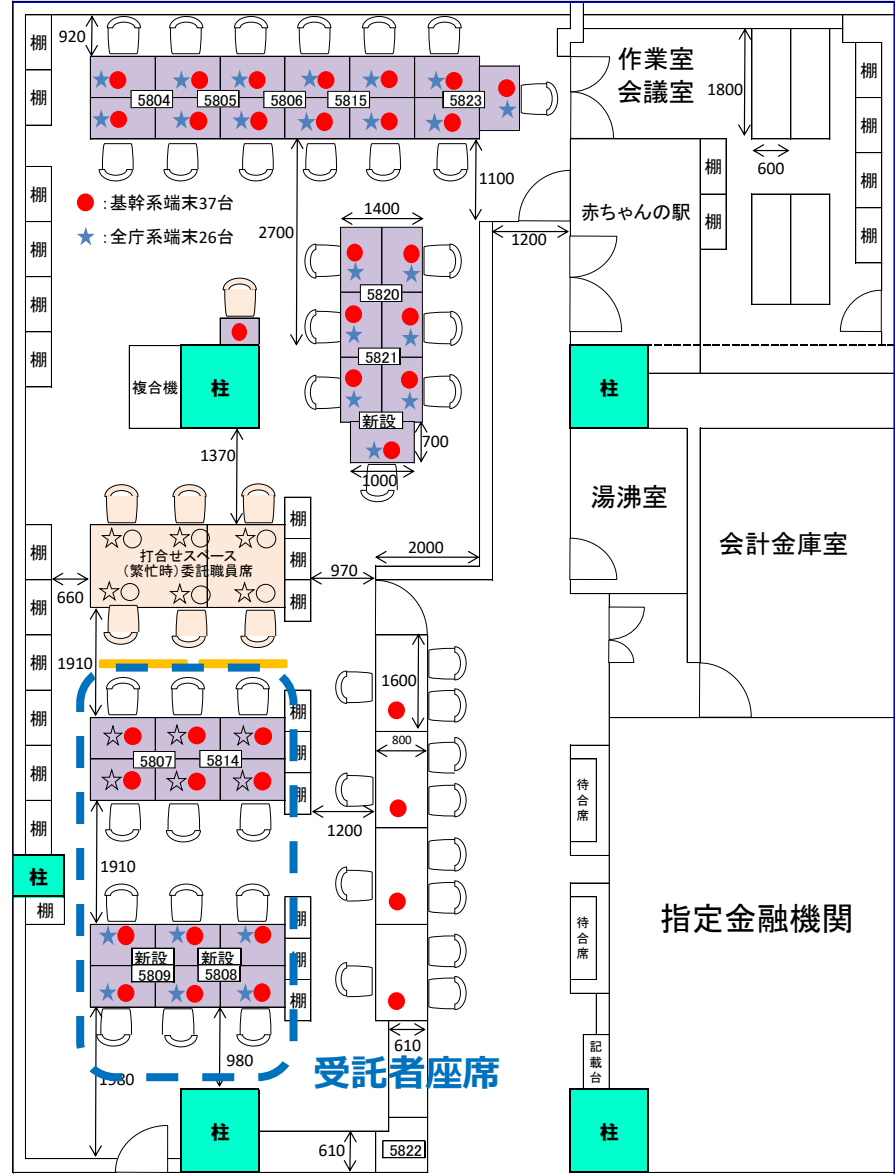 棚
920
作業室
会議室
1800
棚
棚
5804
5805
5806
5815
5823
棚
600
棚
棚
棚
1100
棚
基幹系端末37台
：全庁系端末26台
2700
1400
1200
赤ちゃんの駅
棚
棚
棚
棚
棚
5820
5821
複合機
柱
新設
700
1000
柱
1370
湯沸室
会計金庫室
棚
棚
打合せスペース
（繁忙時）委託職員席
棚
棚
660
970
2000
棚
1910
棚
1600
棚
棚
5807
5814
棚
800
棚
棚
棚
1200
待合席
柱
1910
棚
棚
新設
新設
5809
5808
棚
棚
待合席
指定金融機関
980
1980
610
記載台
受託者座席
柱
610
5822
柱